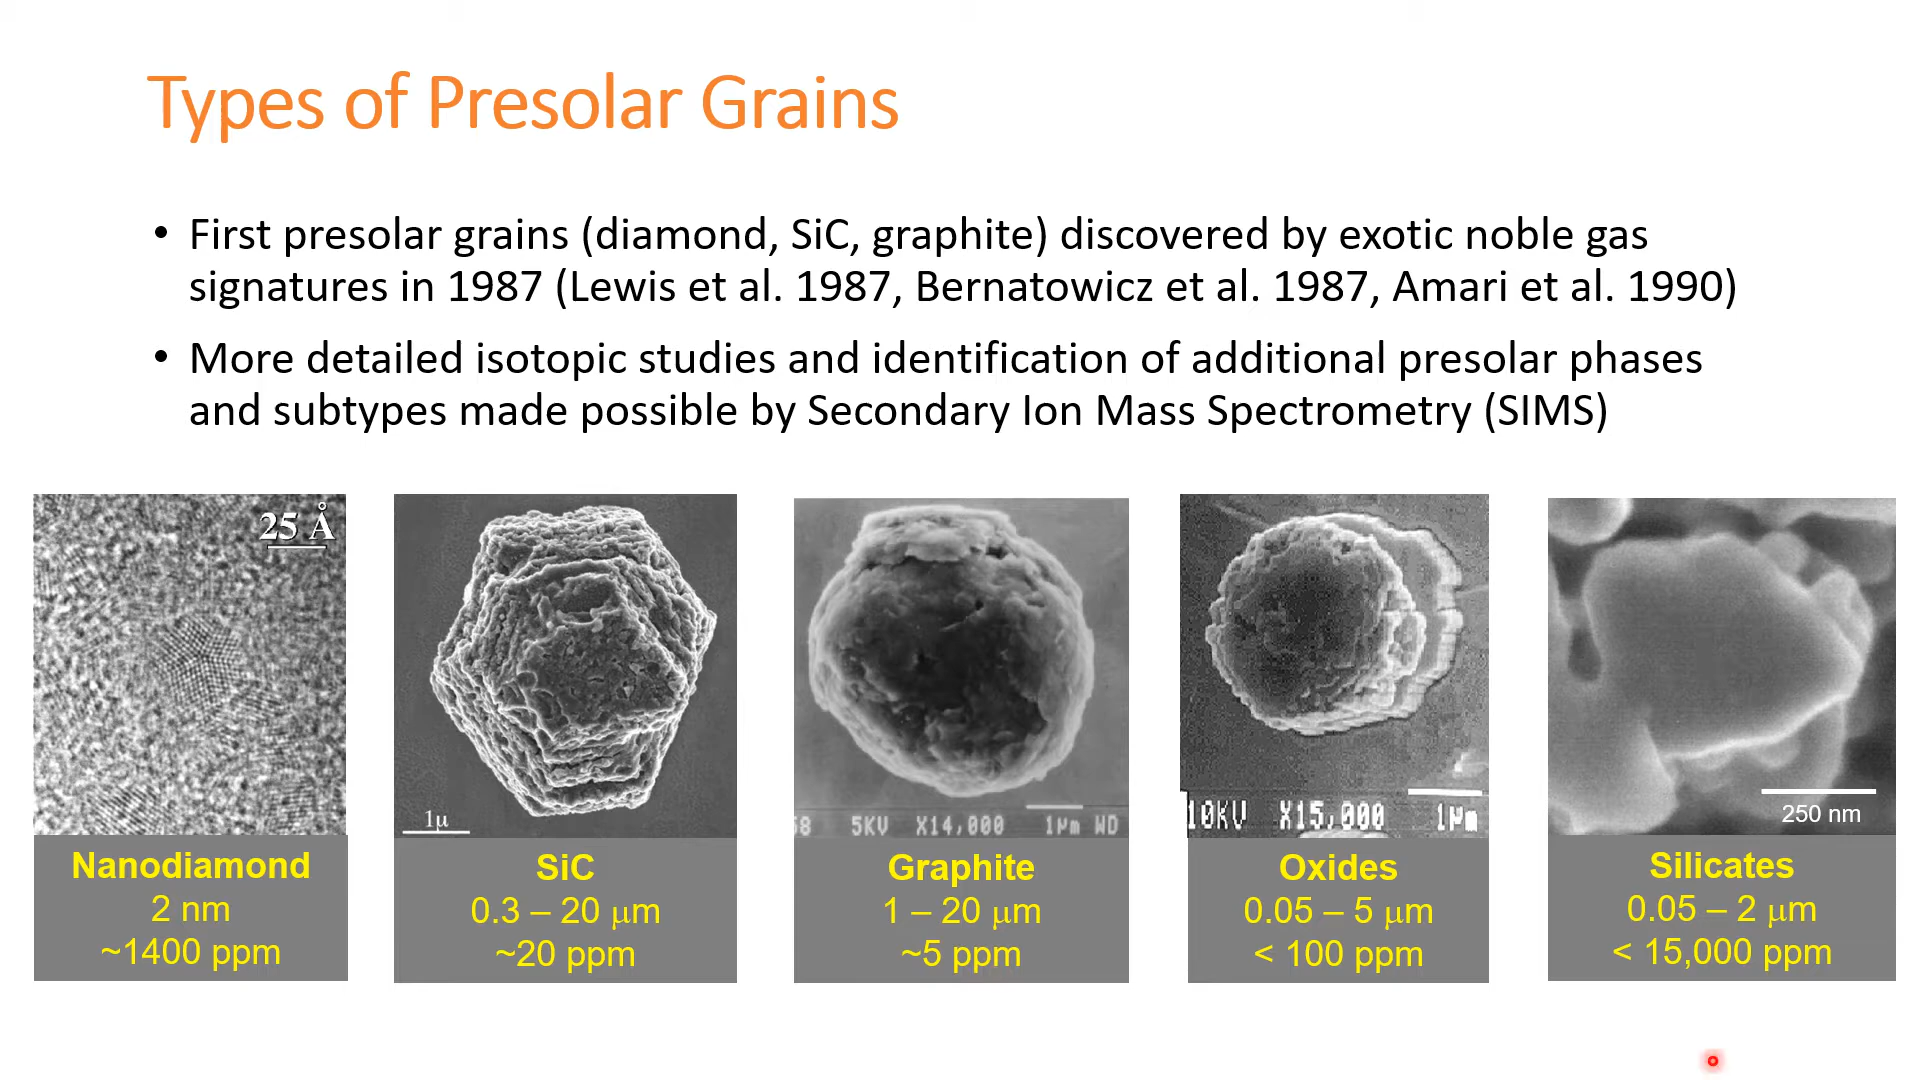 Types of Presolar Grains
• First presolar grains (diamond, SiC, graphite) discovered by exotic noble gas
signatures in 1987 (Lewis et al. 1987, Bernatowicz et al. 1987, Amari et al. 1990)
• More detailed isotopic studies and identification of additional presolar phases
and subtypes made possible by Secondary Ion Mass Spectrometry (SIMS)
25 Å
Nanodiamond
2 nm
~1400 ppm
1μ
SiC
0.3 – 20 μm
~20 ppm
58 5KV X14,000 1μm WD
Graphite
1 – 20 μm
~5 ppm
10KV X15,000 1μm
Oxides
0.05 – 5 μm
< 100 ppm
250 nm
Silicates
0.05 – 2 μm
< 15,000 ppm